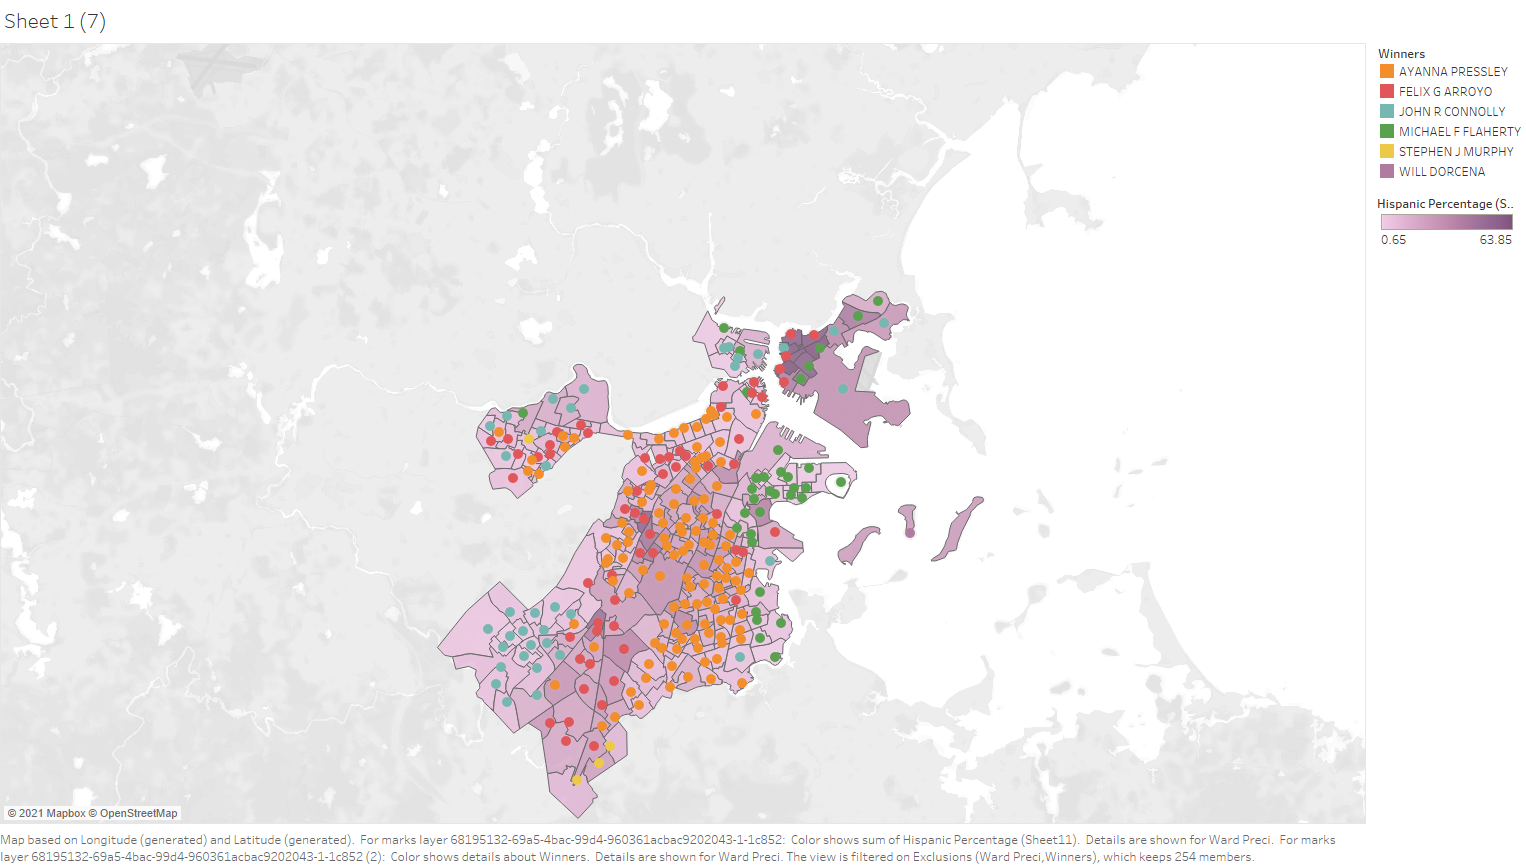 Sheet 1 (7)
Winners
AYANNA PRESSLEY
FELIX G ARROYO
JOHN R CONNOLLY
MICHAEL F FLAHERTY
STEPHEN J MURPHY
WILL DORCENA
Hispanic Percentage (S..
0.65 63.85
© 2021 Mapbox © OpenStreetMap
Map based on Longitude (generated) and Latitude (generated). For marks layer 68195132-69a5-4bac-99d4-960361acbac9202043-1-1c852: Color shows sum of Hispanic Percentage (Sheet11). Details are shown for Ward Preci. For marks
layer 68195132-69a5-4bac-99d4-960361acbac9202043-1-1c852 (2): Color shows details about Winners. Details are shown for Ward Preci. The view is filtered on Exclusions (Ward Preci,Winners), which keeps 254 members.